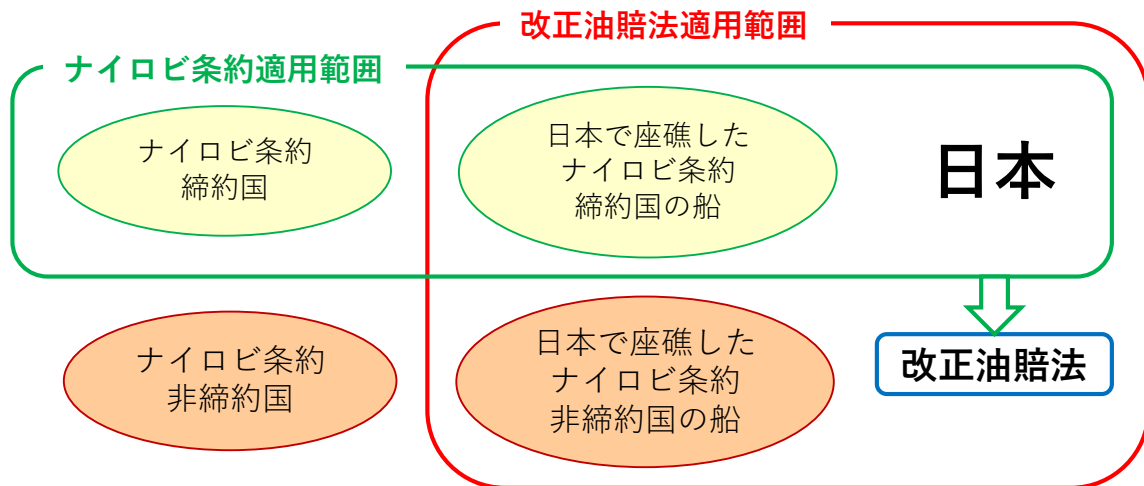 改正油賠法適用範囲
ナイロビ条約適用範囲
ナイロビ条約
締約国
日本で座礁した
ナイロビ条約
締約国の船
日本
ナイロビ条約
非締約国
日本で座礁した
ナイロビ条約
非締約国の船
改正油賠法